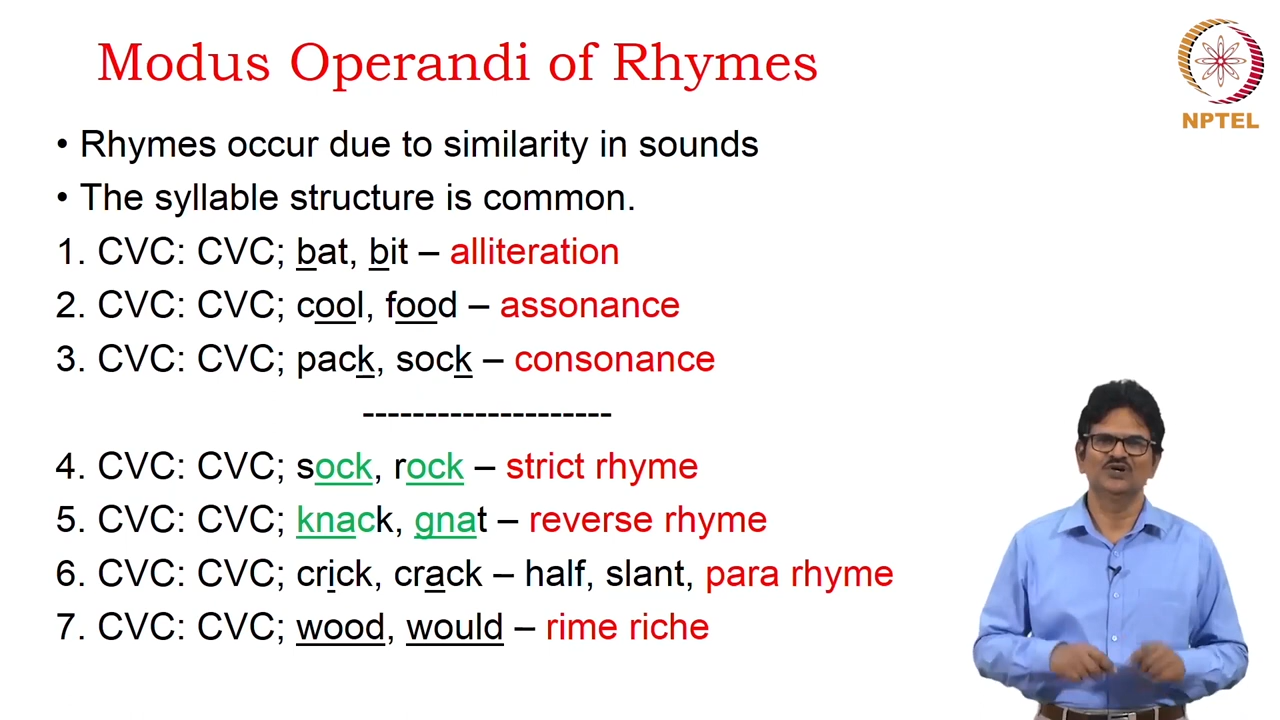 Modus Operandi of Rhymes
NPTEL
• Rhymes occur due to similarity in sounds
• The syllable structure is common.
1. CVC: CVC; bat, bit – alliteration
2. CVC: CVC; cool, food – assonance
3. CVC: CVC; pack, sock – consonance
--------------------
4. CVC: CVC; sock, rock – strict rhyme
5. CVC: CVC; knack, gnat – reverse rhyme
6. CVC: CVC; crick, crack – half, slant, para rhyme
7. CVC: CVC; wood, would – rime riche